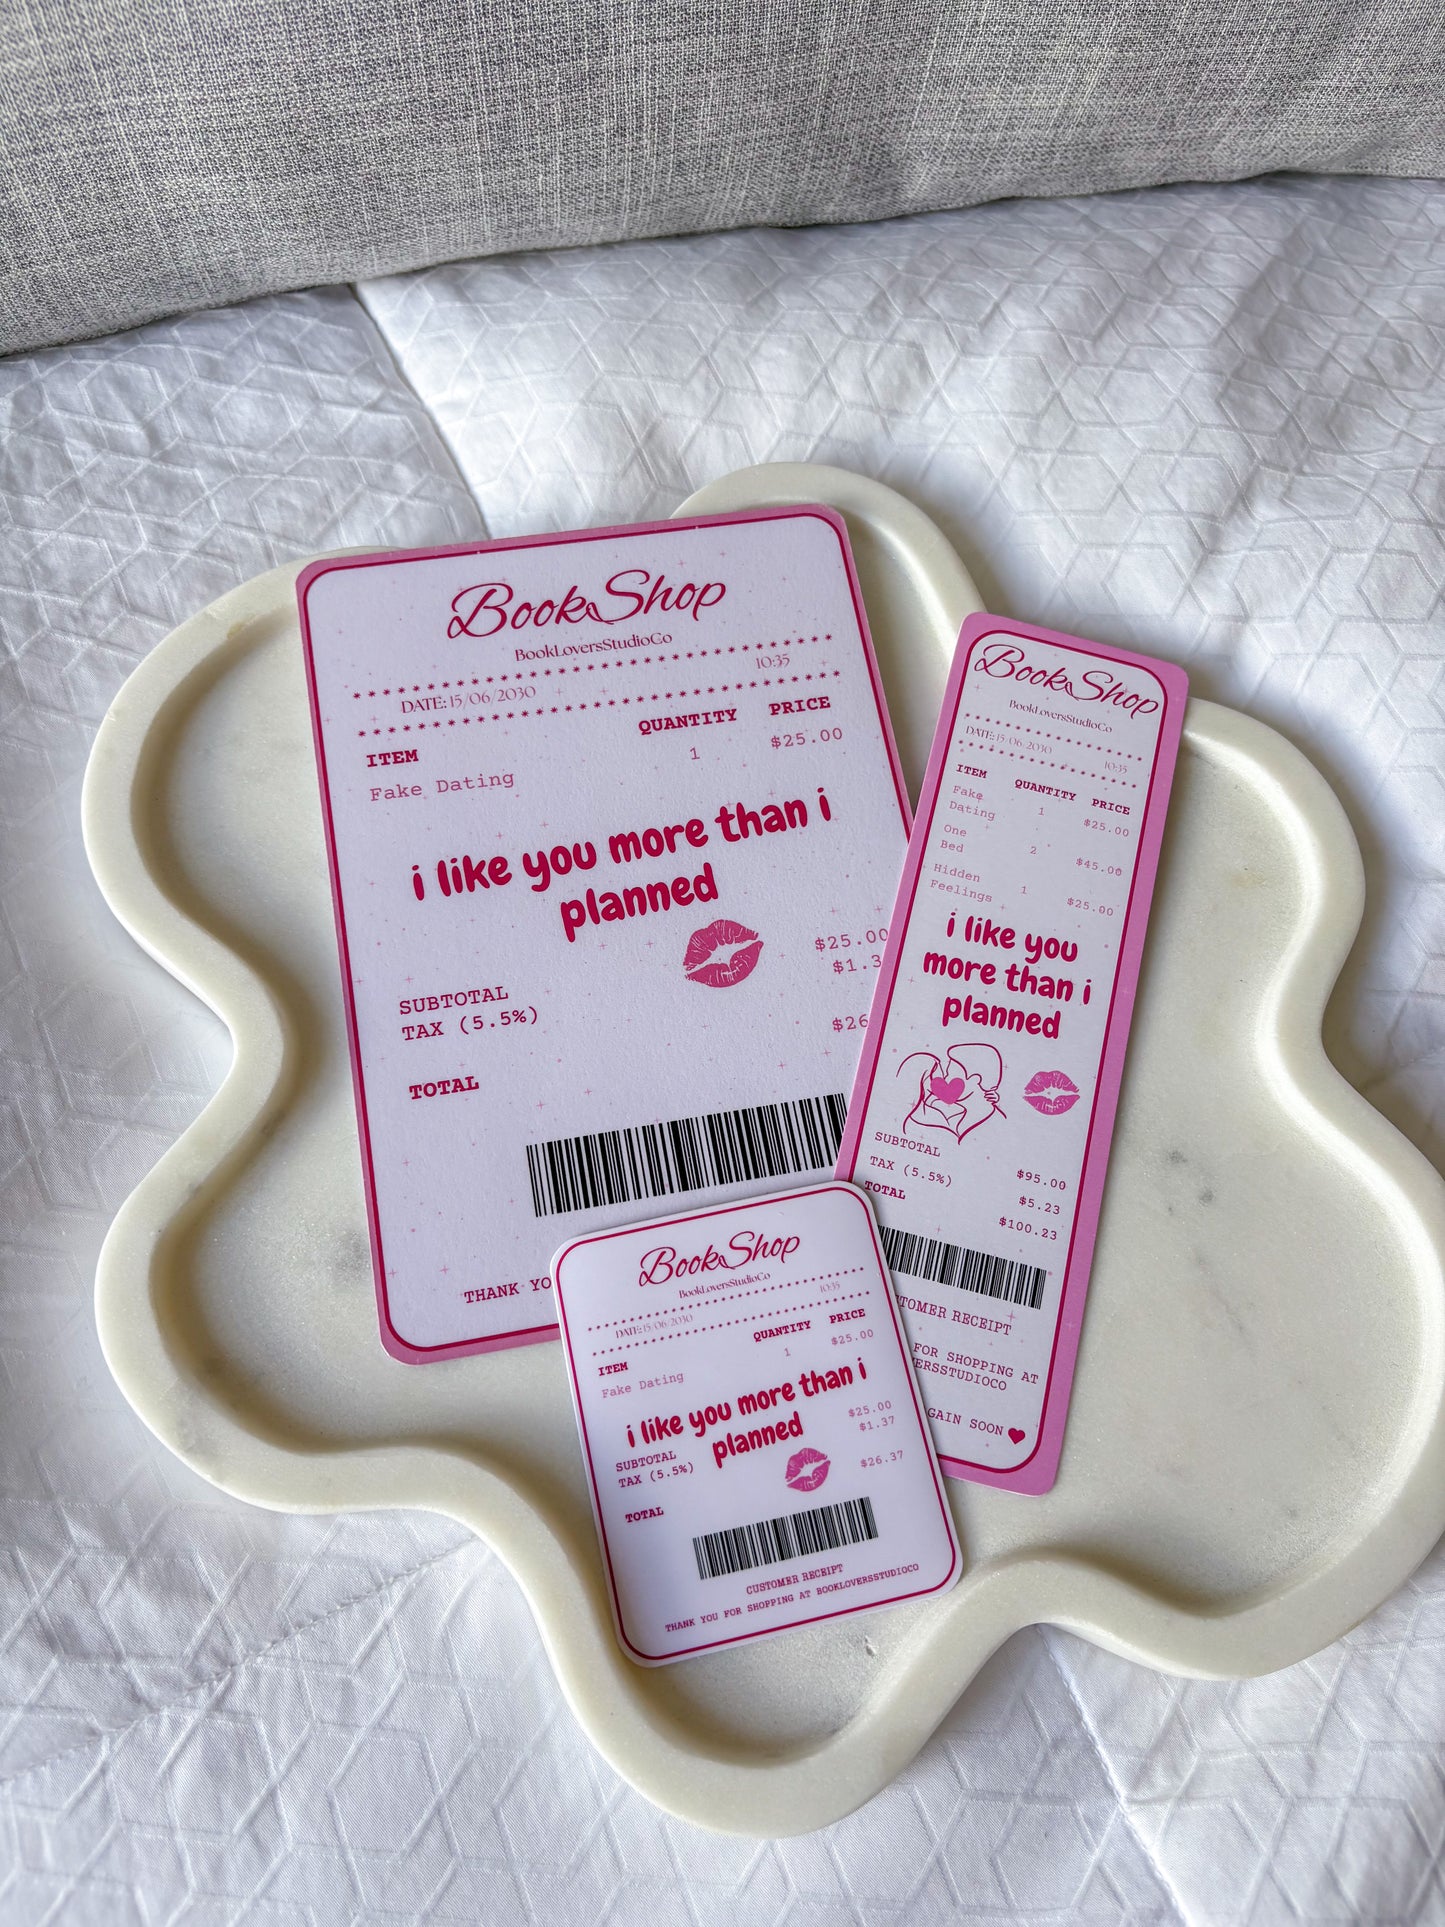 BookShop
BookLoversStudioCo
DATE: 15/06/2030 10:35
ITEM QUANTITY PRICE
Fake Dating 1 $25.00
i like you more than i
planned
SUBTOTAL $25.00
TAX (5.5%) $1.3
TOTAL $26
THANK YO
BookShop
BookLoversStudioCo
DATE: 15/06/2030 10:35
ITEM QUANTITY PRICE
Fake
Dating 1 $25.00
One
Bed 2 $45.00
Hidden
Feelings 1 $25.00
i like you
more than i
planned
SUBTOTAL $95.00
TAX (5.5%) $5.23
TOTAL $100.23
TOMER RECEIPT
FOR SHOPPING AT
ERSSTUDIOCO
GAIN SOON
BookShop
BookLoversStudioCo
DATE: 15/06/2030 10:35
ITEM QUANTITY PRICE
Fake Dating 1 $25.00
i like you more than i
planned
SUBTOTAL $25.00
TAX (5.5%) $1.37
TOTAL $26.37
CUSTOMER RECEIPT
THANK YOU FOR SHOPPING AT BOOKLOVERSSTUDIOCO